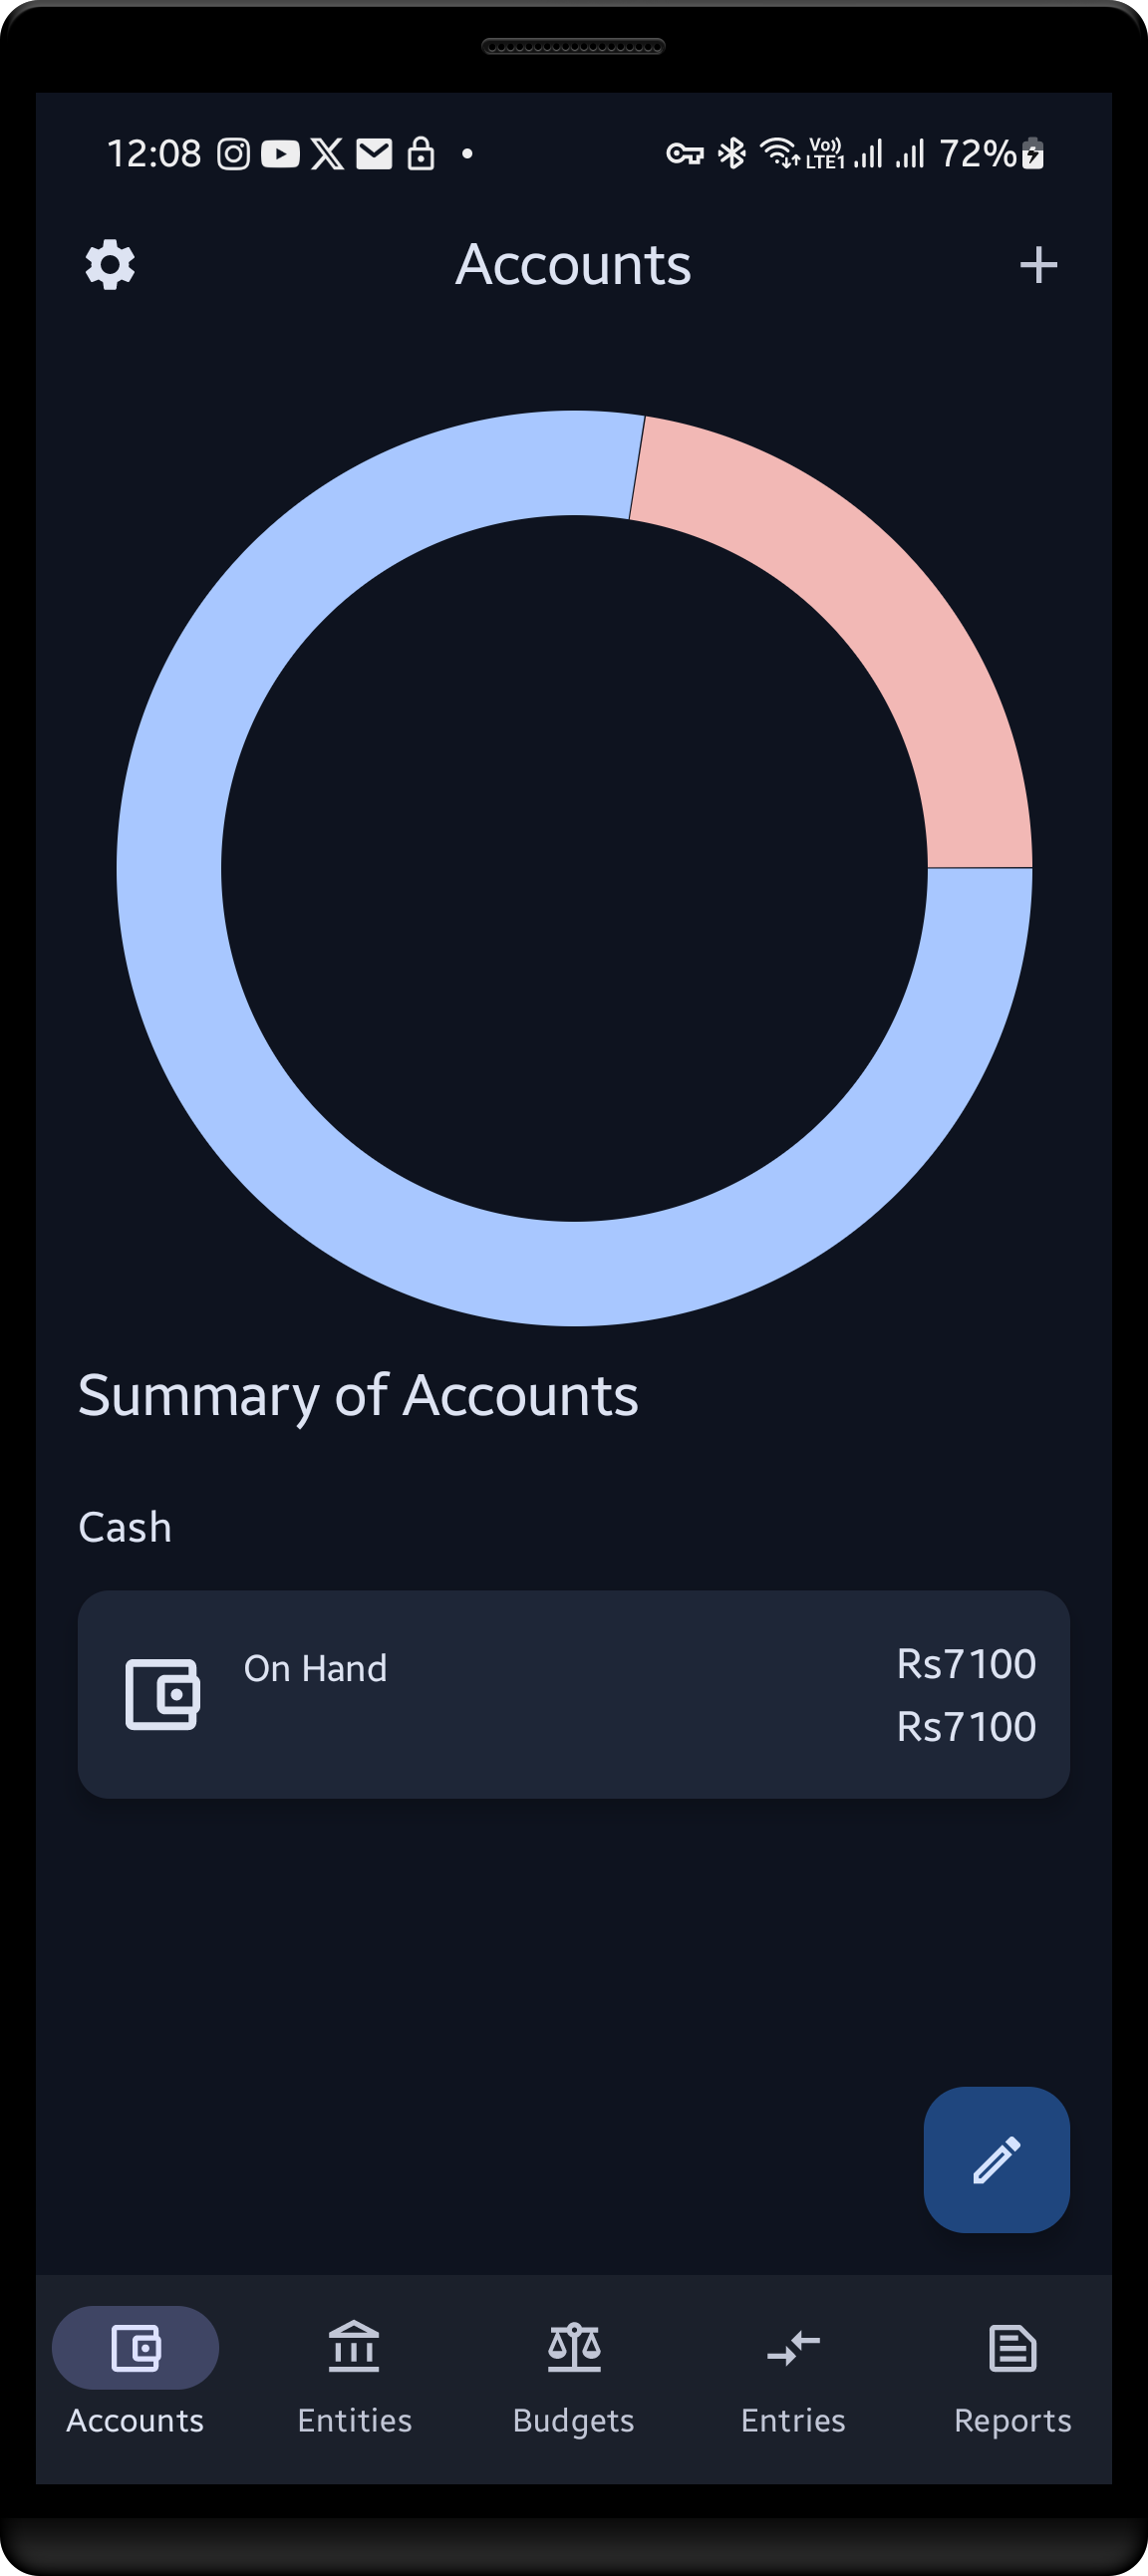 12:08 Vo)) LTE1 72%
Accounts
Summary of Accounts
Cash
On Hand Rs7100
Rs7100
Accounts Entities Budgets Entries Reports